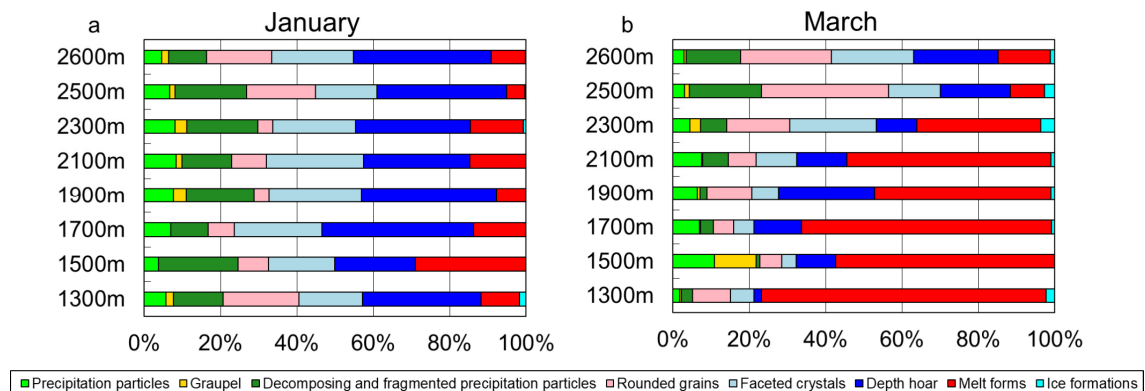 a January
2600m
2500m
2300m
2100m
1900m
1700m
1500m
1300m
0% 20% 40% 60% 80% 100%
b March
2600m
2500m
2300m
2100m
1900m
1700m
1500m
1300m
0% 20% 40% 60% 80% 100%
Precipitation particles Graupel Decomposing and fragmented precipitation particles Rounded grains Faceted crystals Depth hoar Melt forms Ice formations